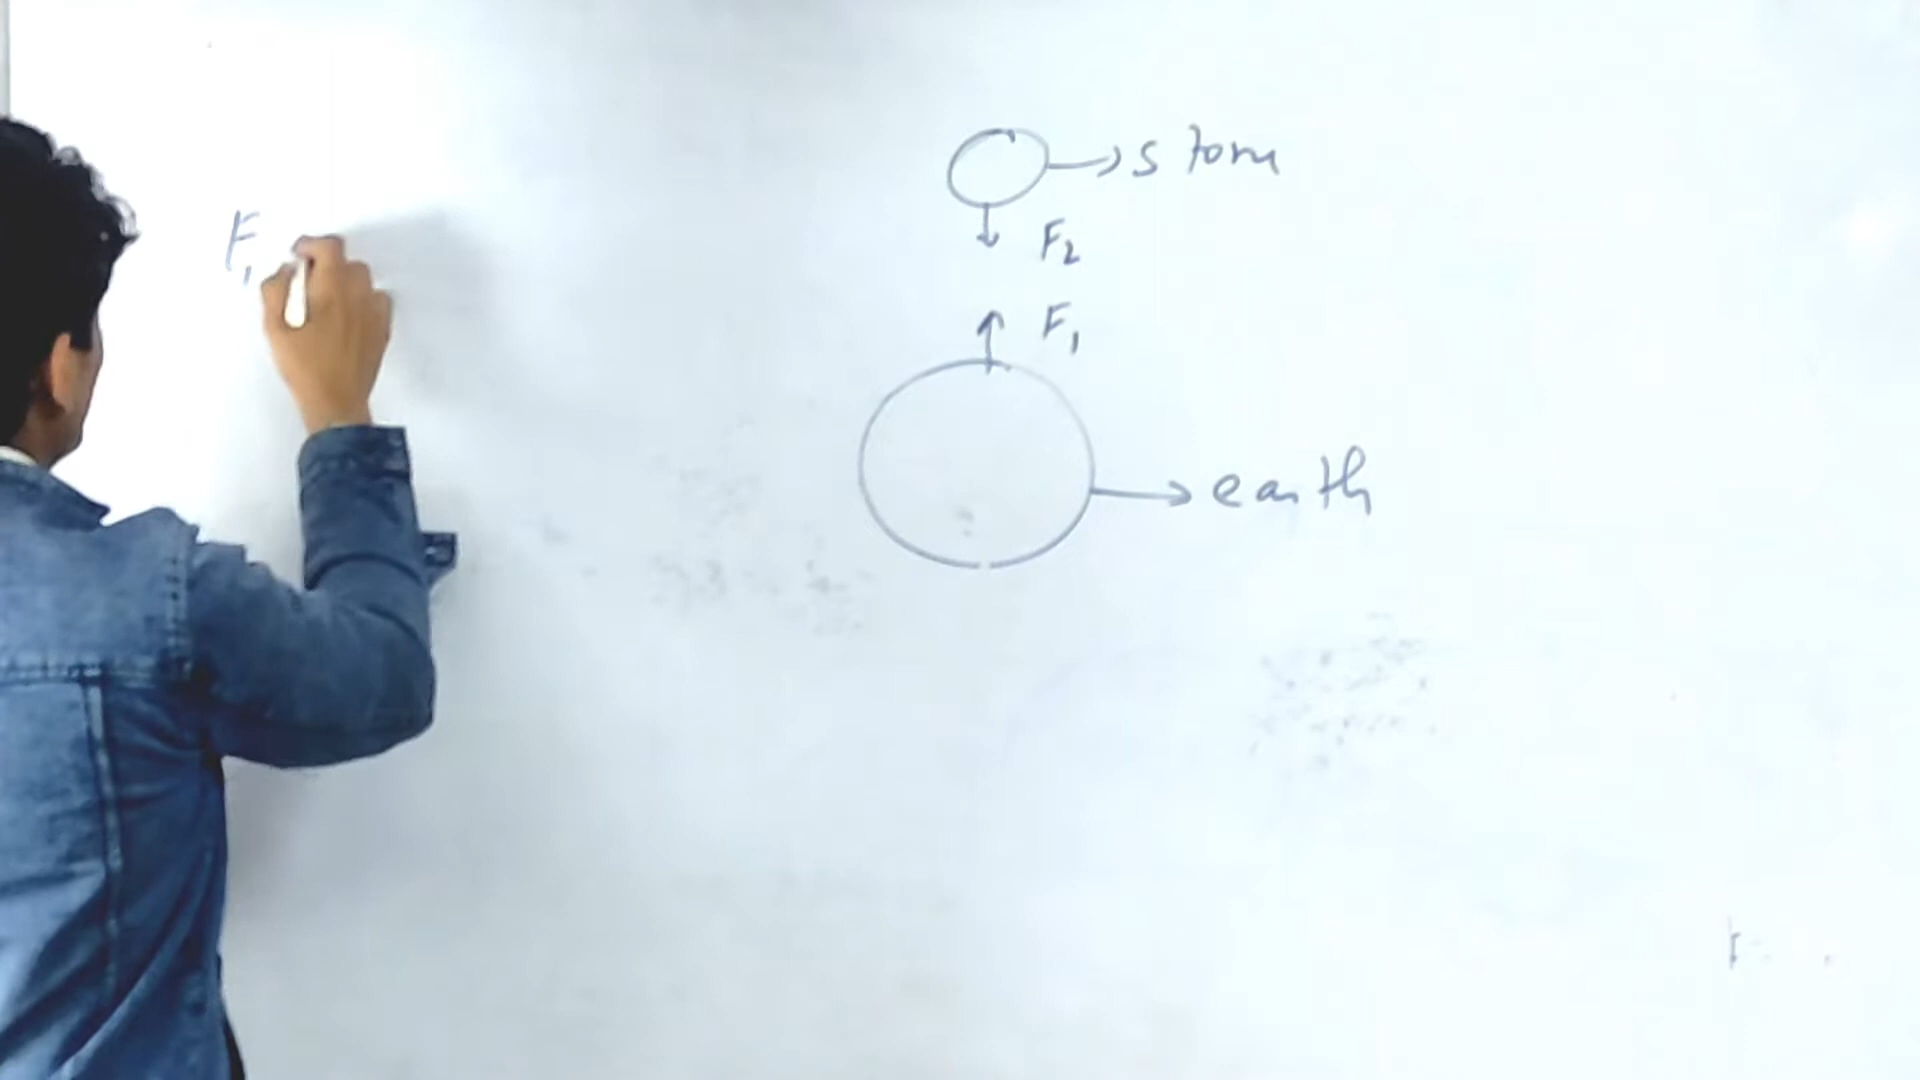 → stone
F2
F1
F1
→ earth